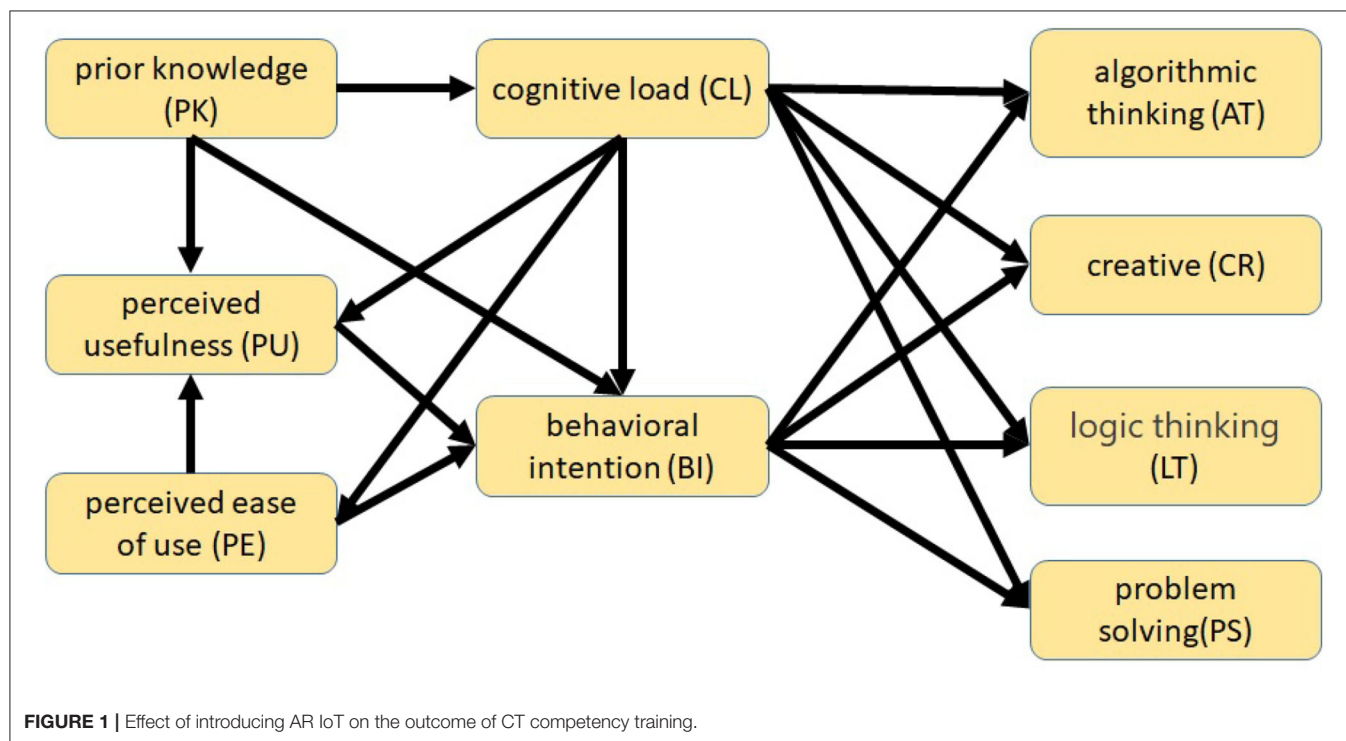 prior knowledge
(PK)
cognitive load (CL)
algorithmic
thinking (AT)
perceived
usefulness (PU)
creative (CR)
behavioral
intention (BI)
logic thinking
(LT)
perceived ease
of use (PE)
problem
solving(PS)
FIGURE 1 | Effect of introducing AR IoT on the outcome of CT competency training.